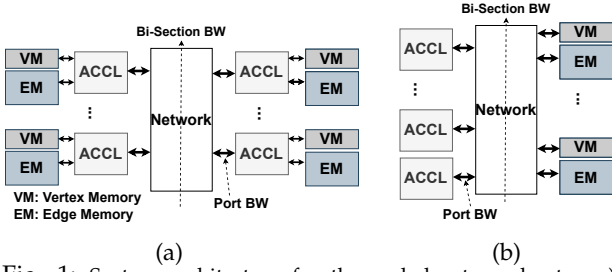 Bi-Section BW
VM
EM
ACCL
ACCL
VM
EM
...
Network
...
VM
EM
ACCL
ACCL
VM
EM
VM: Vertex Memory
EM: Edge Memory
Port BW
(a)
Bi-Section BW
ACCL
VM
EM
...
Network
...
ACCL
VM
EM
ACCL
Port BW
(b)